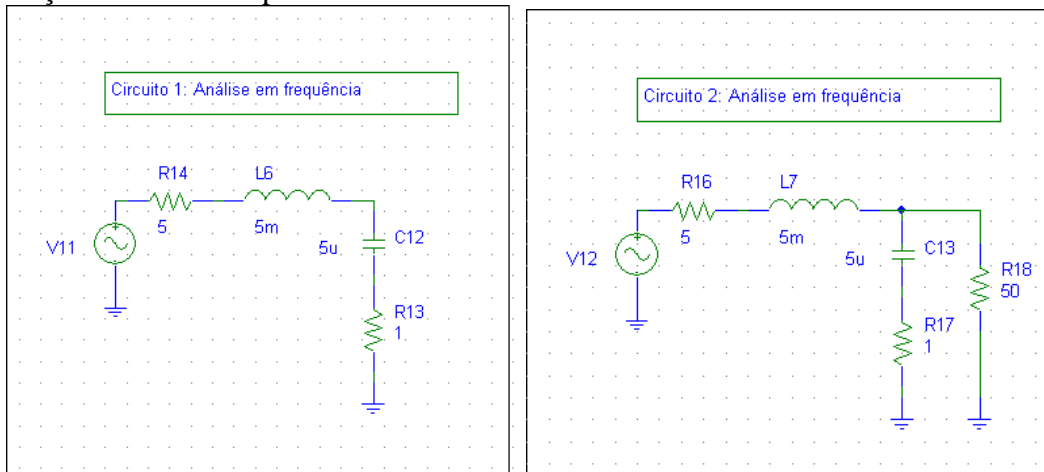 Circuito 1: Análise em frequência
R14
L6
5
5m
V11
5u
C12
R13
1
Circuito 2: Análise em frequência
R16
L7
5
5m
V12
5u
C13
R18
50
R17
1